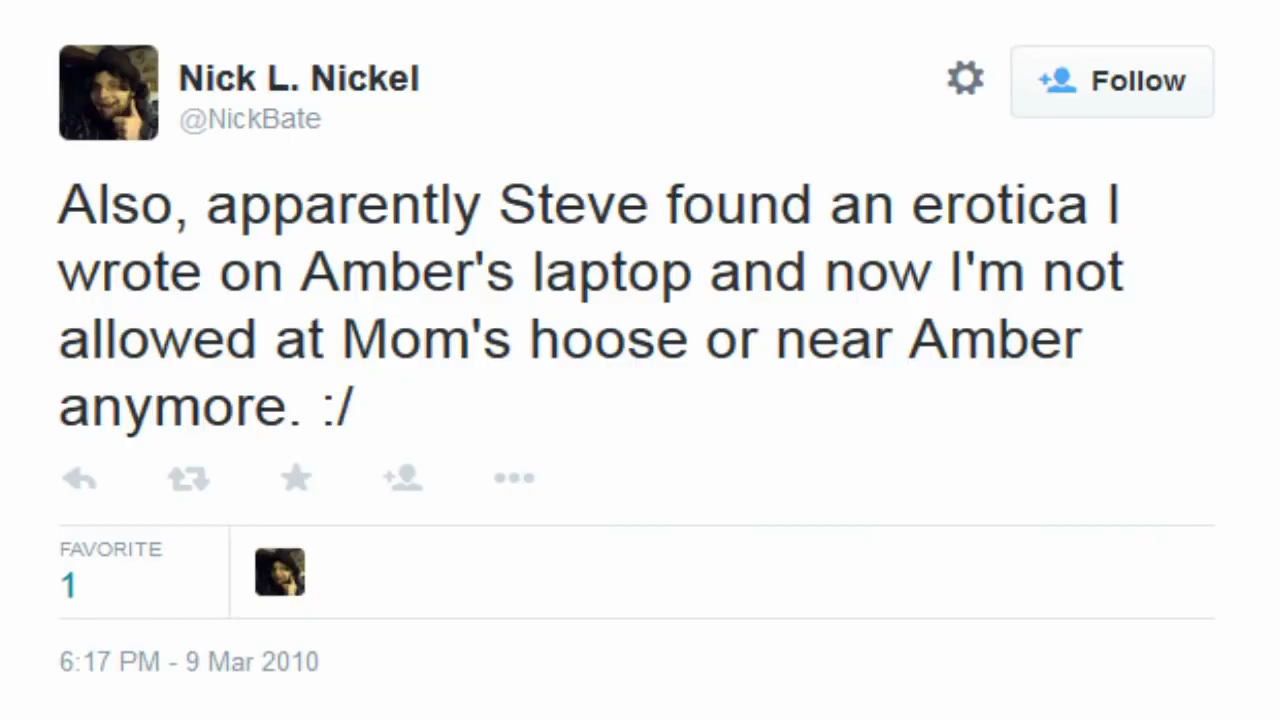 Nick L. Nickel
@NickBate
Follow
Also, apparently Steve found an erotica I
wrote on Amber's laptop and now I'm not
allowed at Mom's hoose or near Amber
anymore. :/
FAVORITE
1
6:17 PM - 9 Mar 2010